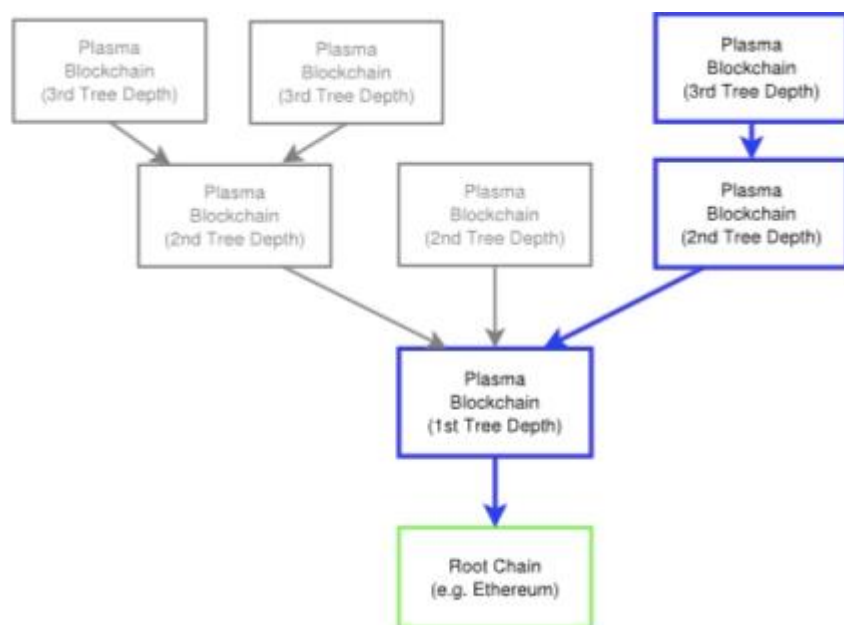 Plasma
Blockchain
(3rd Tree Depth)
Plasma
Blockchain
(3rd Tree Depth)
Plasma
Blockchain
(3rd Tree Depth)
Plasma
Blockchain
(2nd Tree Depth)
Plasma
Blockchain
(2nd Tree Depth)
Plasma
Blockchain
(2nd Tree Depth)
Plasma
Blockchain
(1st Tree Depth)
Root Chain
(e.g. Ethereum)